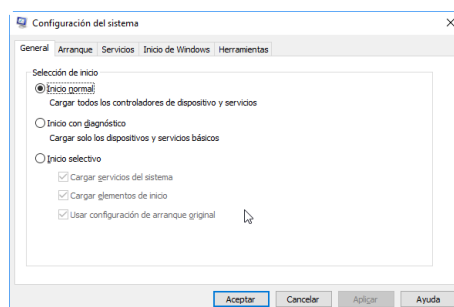 Configuración del sistema
General Arranque Servicios Inicio de Windows Herramientas
Selección de inicio
Inicio normal
Cargar todos los controladores de dispositivo y servicios
Inicio con diagnóstico
Cargar solo los dispositivos y servicios básicos
Inicio selectivo
Cargar servicios del sistema
Cargar elementos de inicio
Usar configuración de arranque original
Aceptar Cancelar Aplicar Ayuda